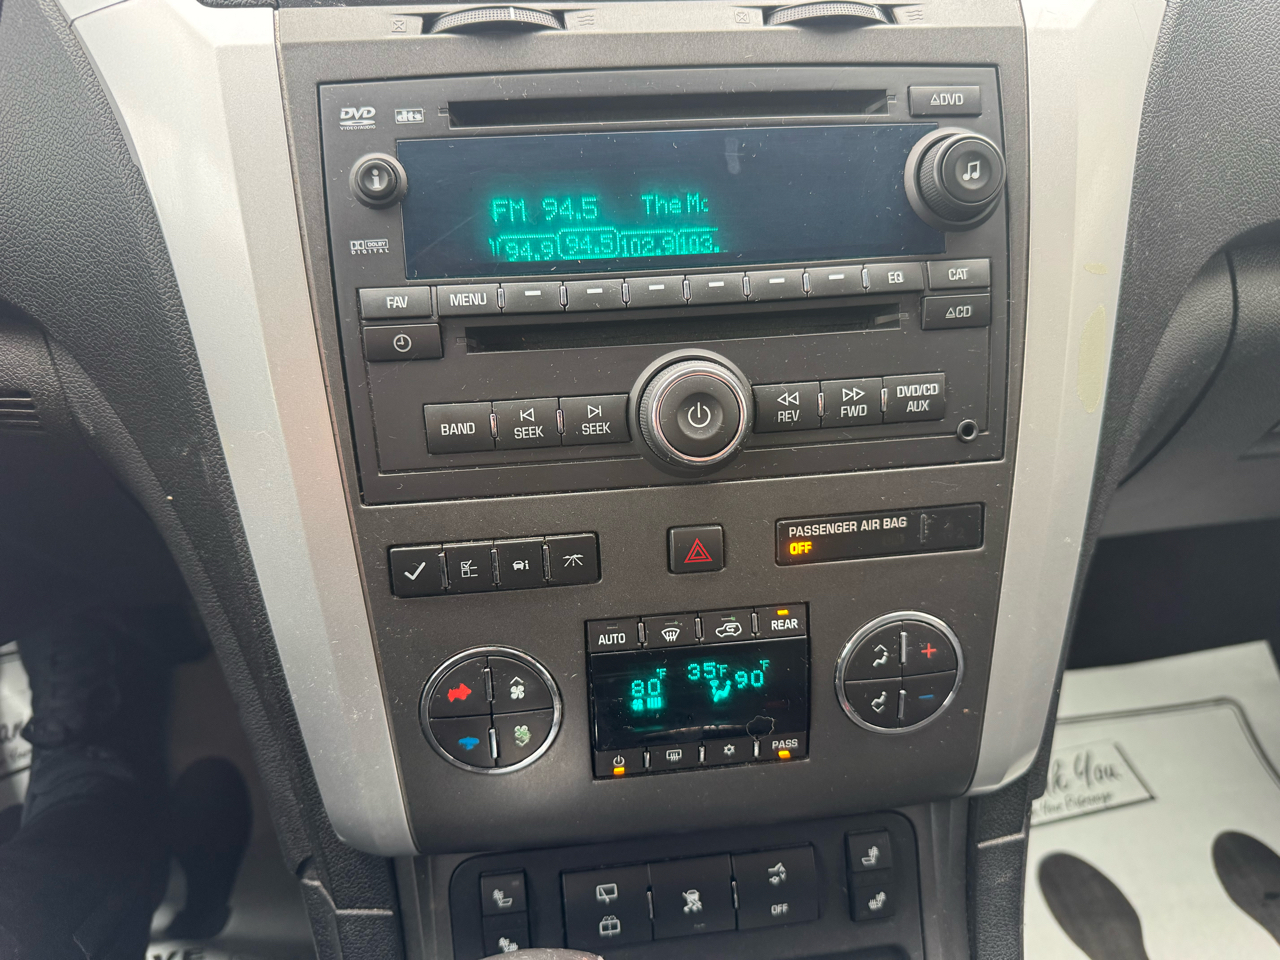 DVD
VIDEO/AUDIO
dts
DVD
DOLBY
DIGITAL
FM 94.5 The Mc
94.9 94.5 102.9 103.
FAV
MENU
EQ
CAT
CD
BAND
SEEK
SEEK
REV
FWD
DVD/CD
AUX
PASSENGER AIR BAG
OFF
AUTO
REAR
80°F 35°F 90°F
PASS
OFF
You